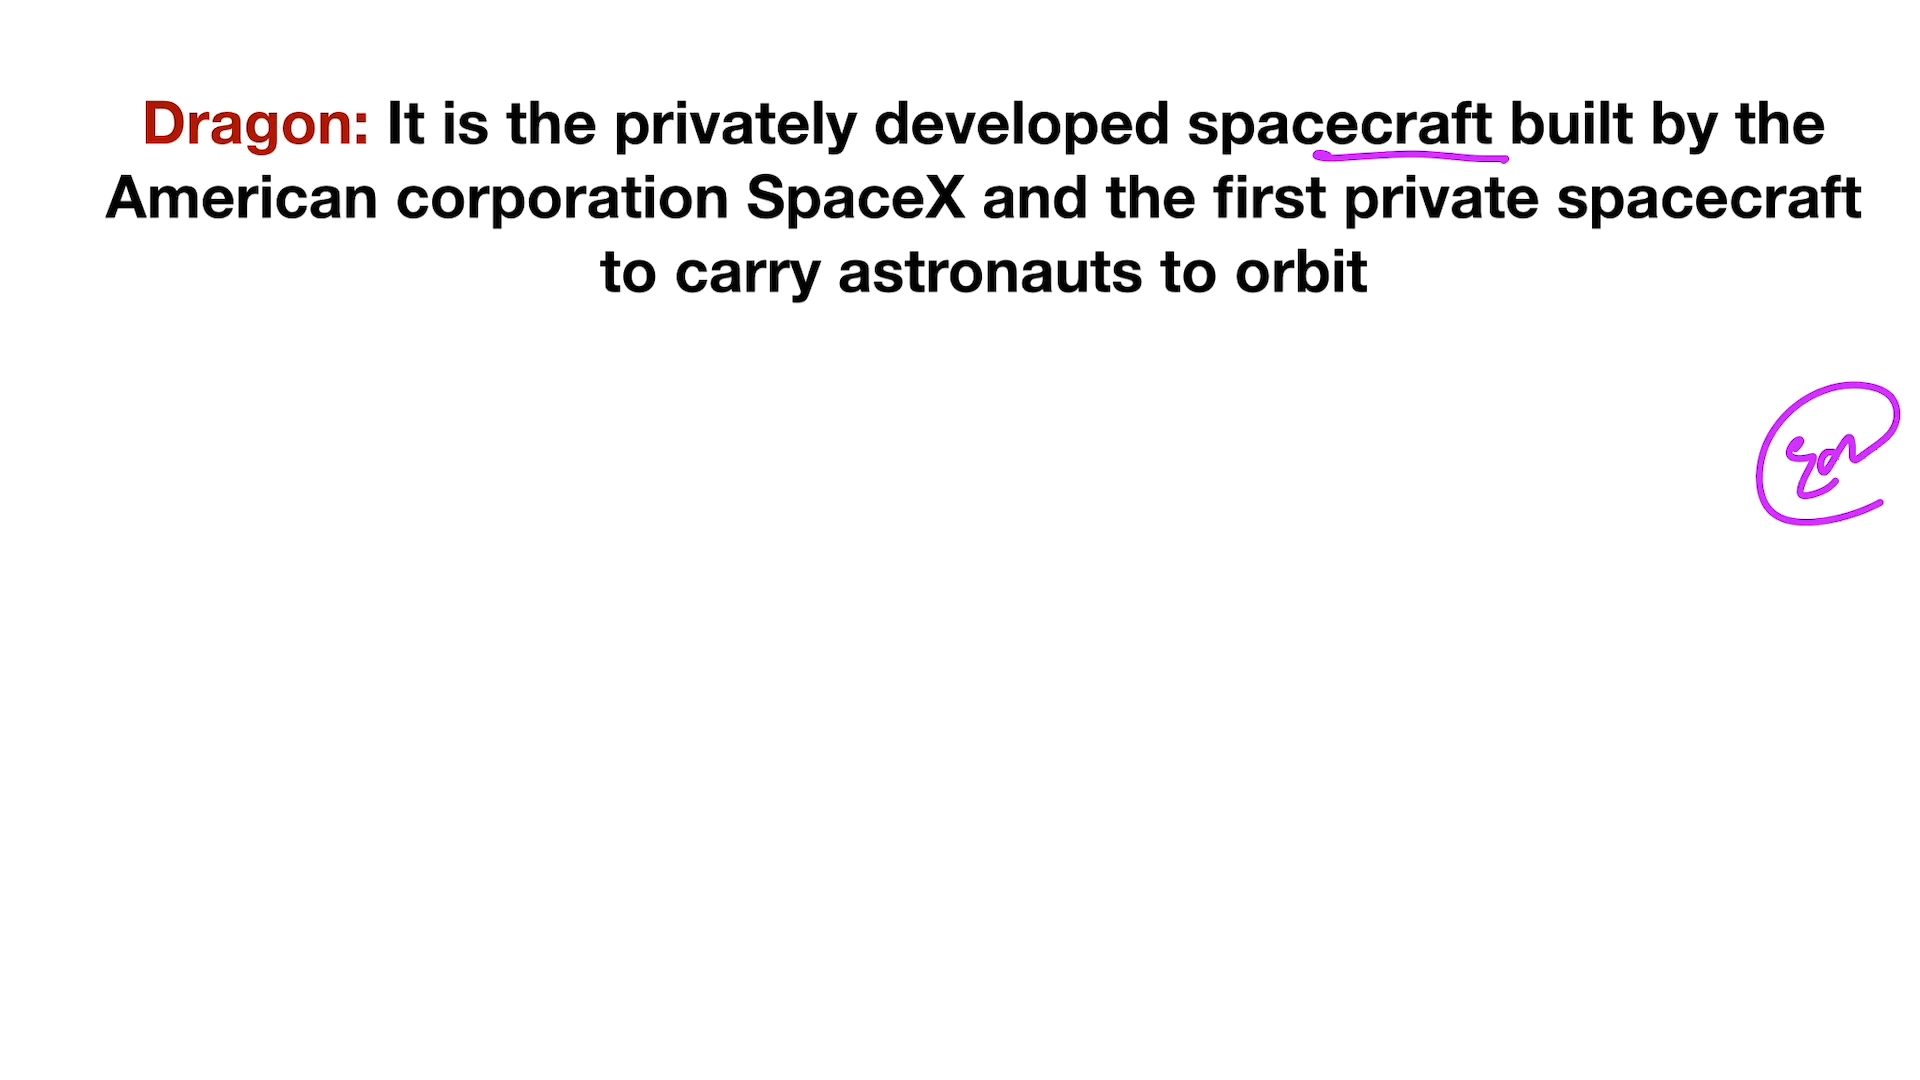 Dragon: It is the privately developed spacecraft built by the
American corporation SpaceX and the first private spacecraft
to carry astronauts to orbit